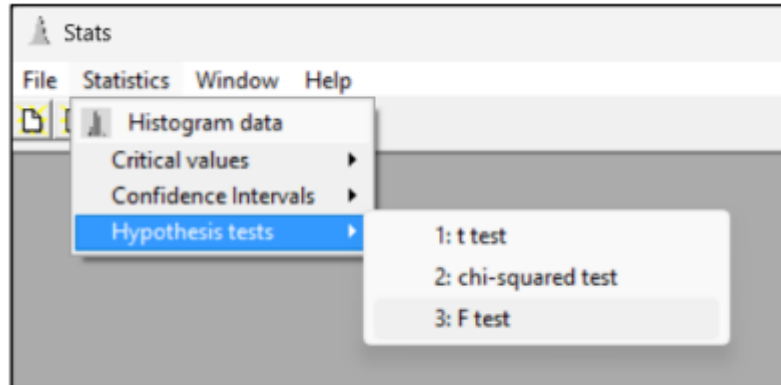 Stats
File Statistics Window Help
Histogram data
Critical values
Confidence Intervals
Hypothesis tests
1: t test
2: chi-squared test
3: F test